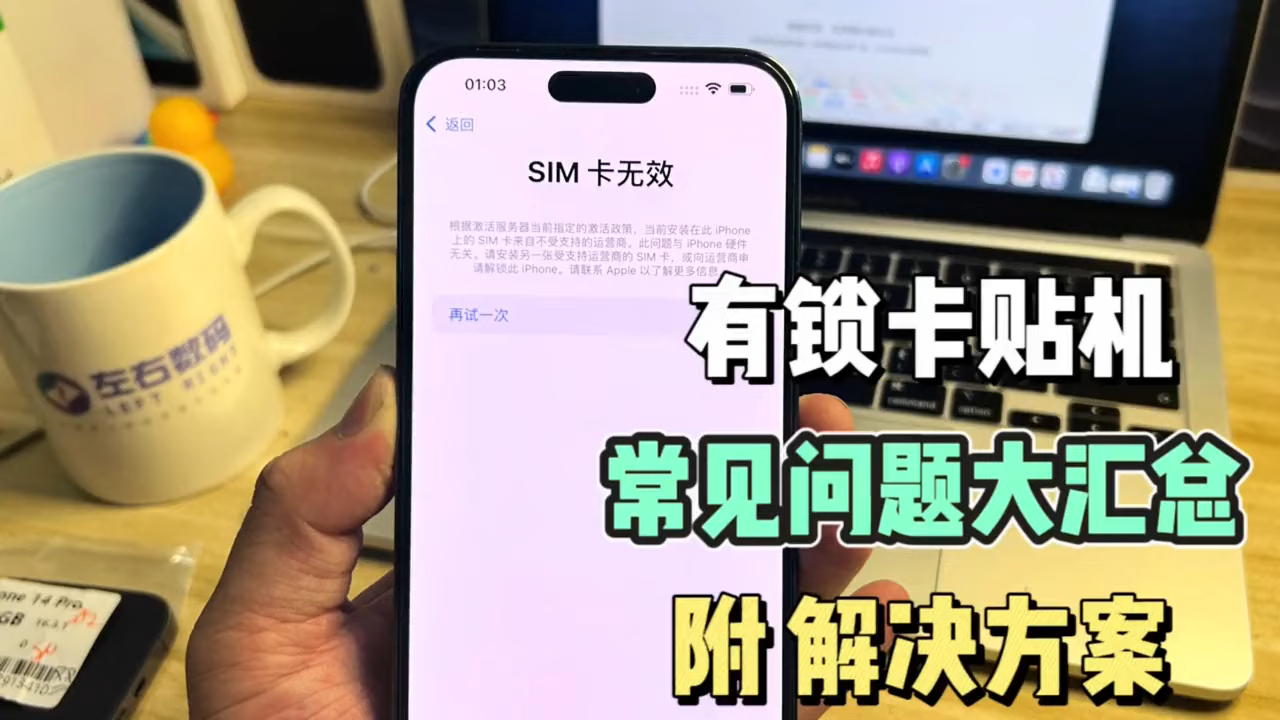 01:03
返回
SIM 卡无效
根据激活服务器当前指定的激活政策，当前安装在此 iPhone
上的 SIM 卡来自不受支持的运营商。此问题与 iPhone 硬件
无关。请安装另一张受支持运营商的 SIM 卡，或向运营商申
请解锁此 iPhone。请联系 Apple 以了解更多信息
再试一次
有锁卡贴机
常见问题大汇总
附 解决方案
左右数码
LEFT RIGHT
one 14 Pro
GB
command
option